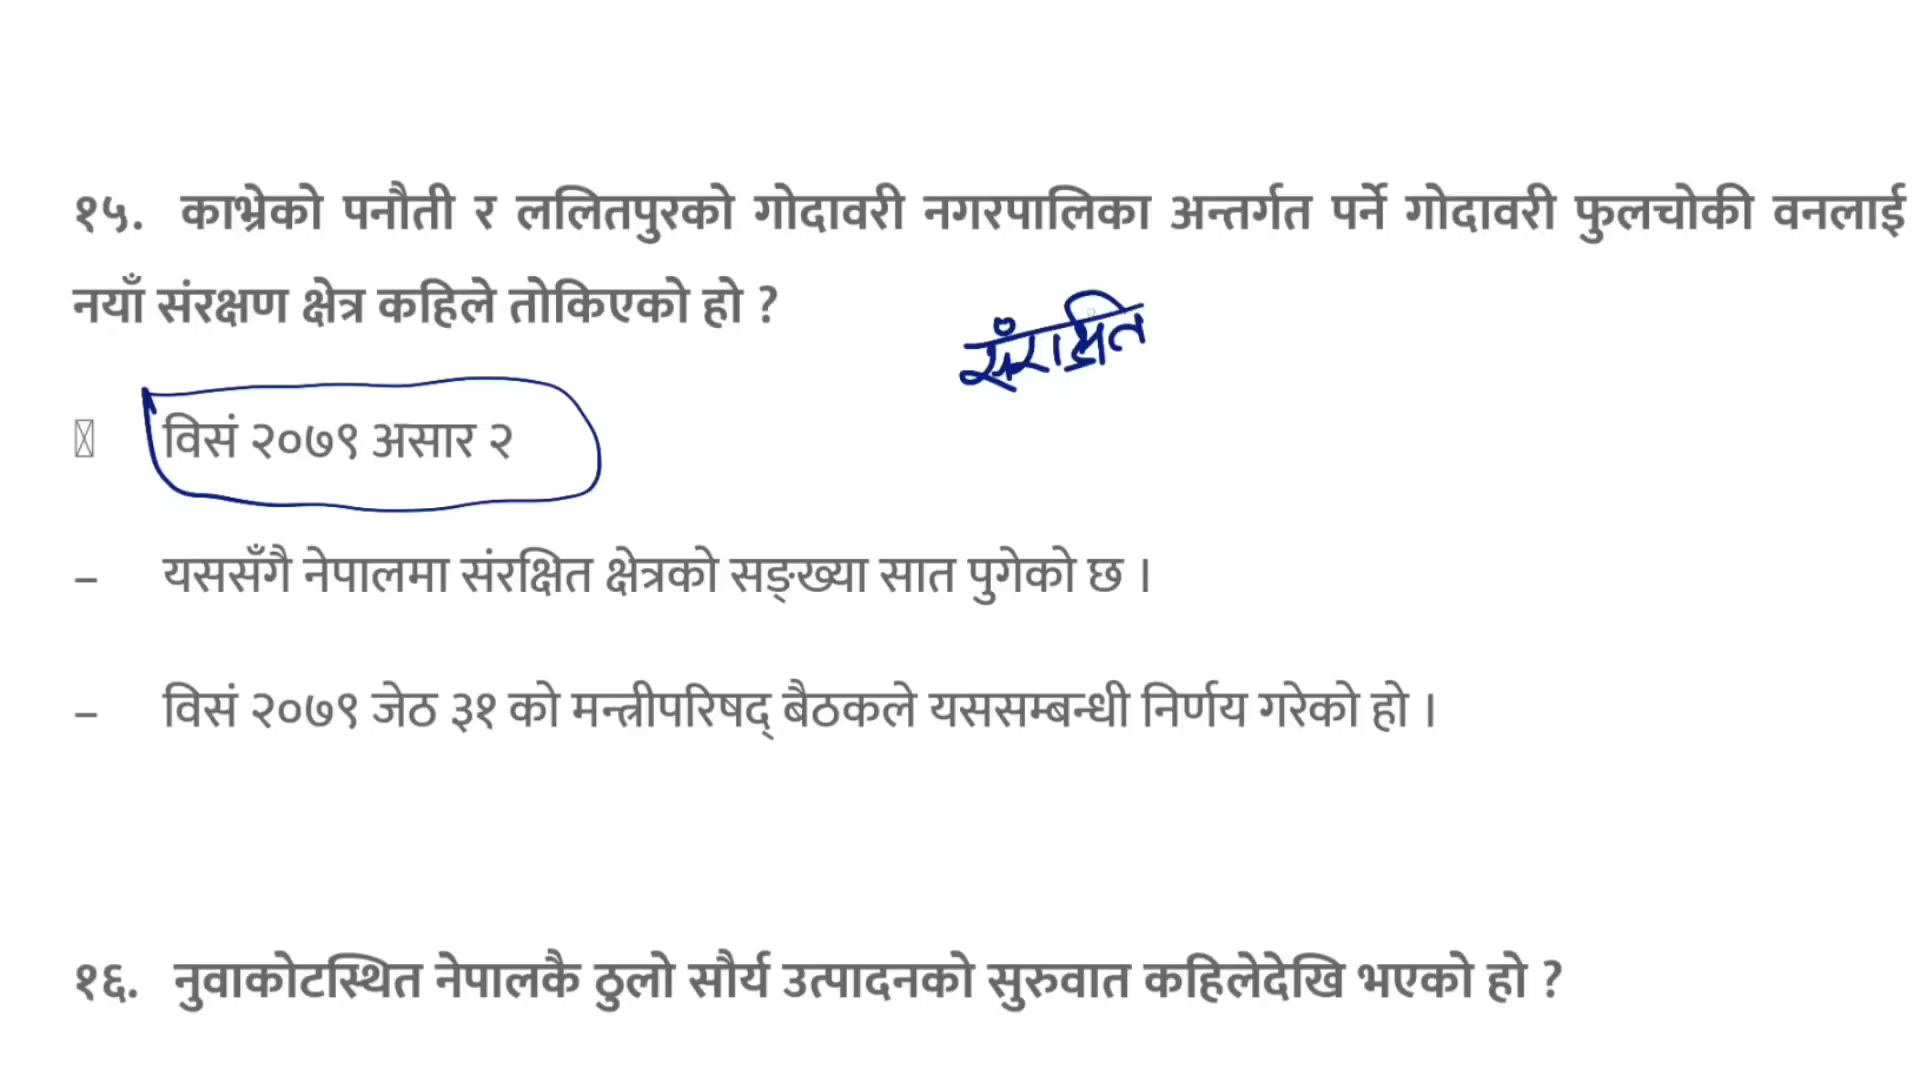 १५. काभ्रेको पनौती र ललितपुरको गोदावरी नगरपालिका अन्तर्गत पर्ने गोदावरी फुलचोकी वनलाई
नयाँ संरक्षण क्षेत्र कहिले तोकिएको हो ?
संरक्षित
विसं २०७९ असार २
– यससँगै नेपालमा संरक्षित क्षेत्रको सङ्ख्या सात पुगेको छ ।
– विसं २०७९ जेठ ३१ को मन्त्रीपरिषद् बैठकले यससम्बन्धी निर्णय गरेको हो ।
१६. नुवाकोटस्थित नेपालकै ठुलो सौर्य उत्पादनको सुरुवात कहिलेदेखि भएको हो ?